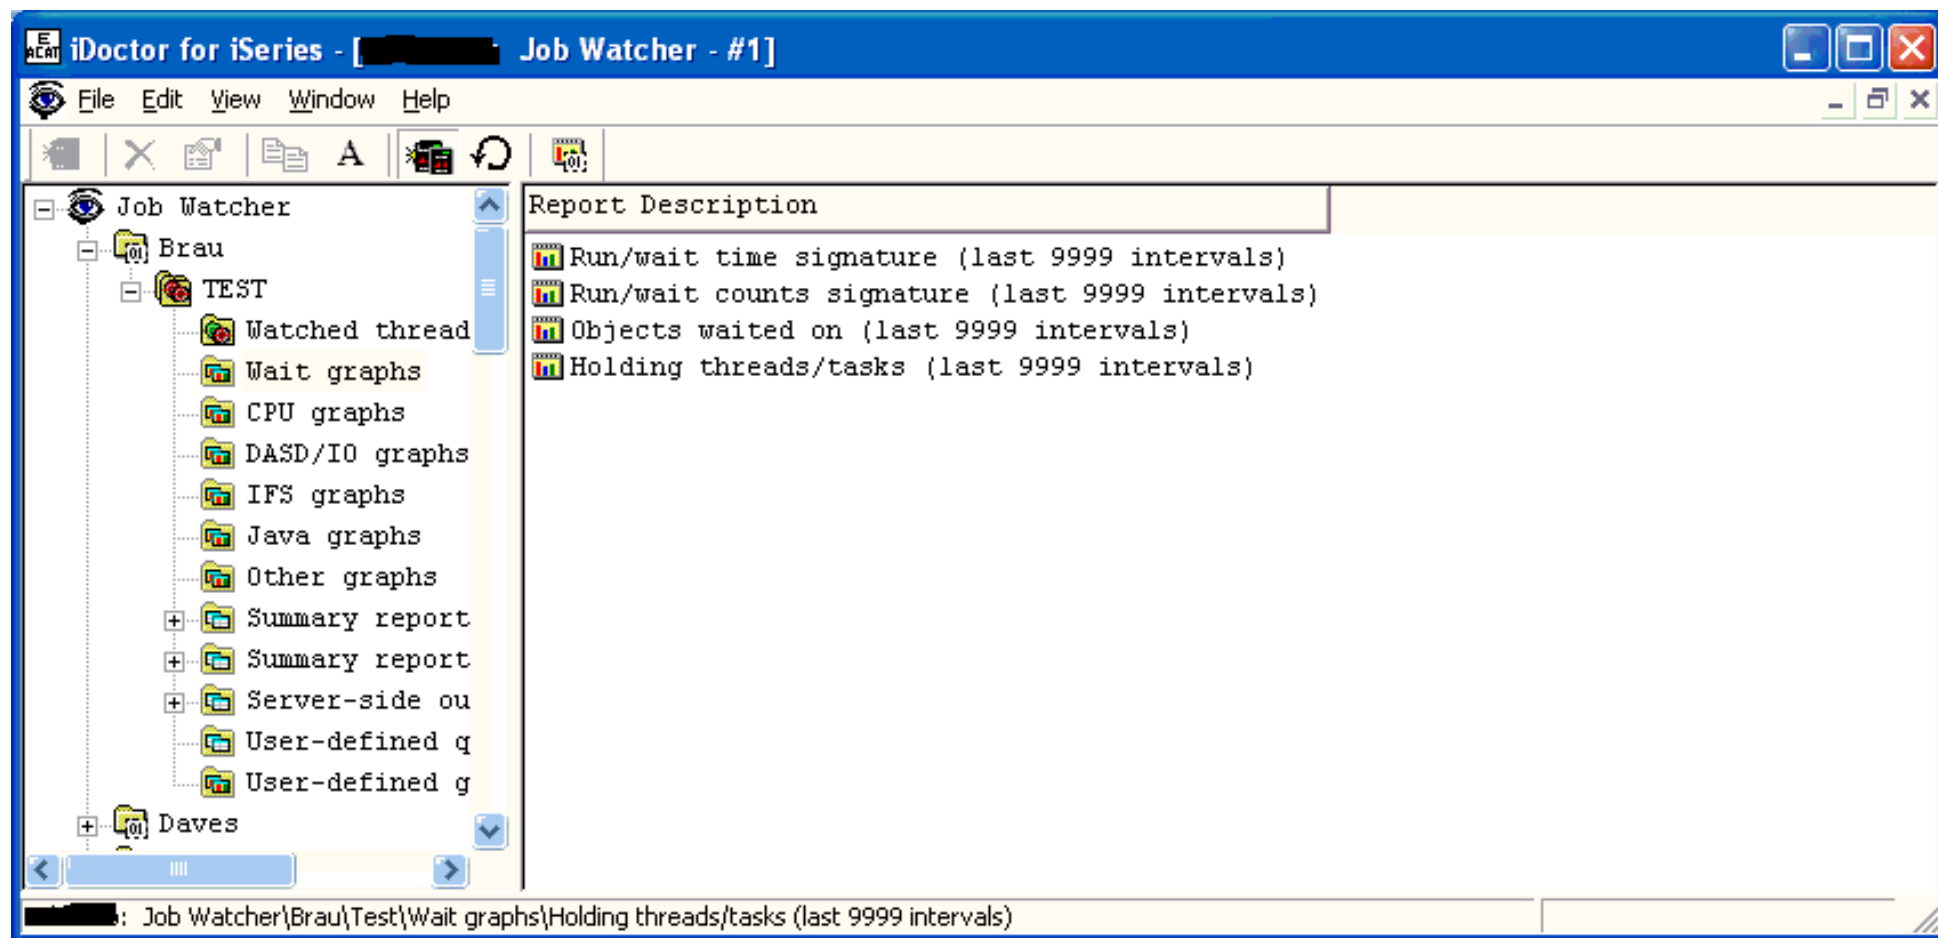 iDoctor for iSeries - [ Job Watcher - #1]
File Edit View Window Help
A
Job Watcher
Brau
TEST
Watched thread
Wait graphs
CPU graphs
DASD/IO graphs
IFS graphs
Java graphs
Other graphs
Summary report
Summary report
Server-side ou
User-defined q
User-defined g
Daves
Report Description
Run/wait time signature (last 9999 intervals)
Run/wait counts signature (last 9999 intervals)
Objects waited on (last 9999 intervals)
Holding threads/tasks (last 9999 intervals)
: Job Watcher\Brau\Test\Wait graphs\Holding threads/tasks (last 9999 intervals)